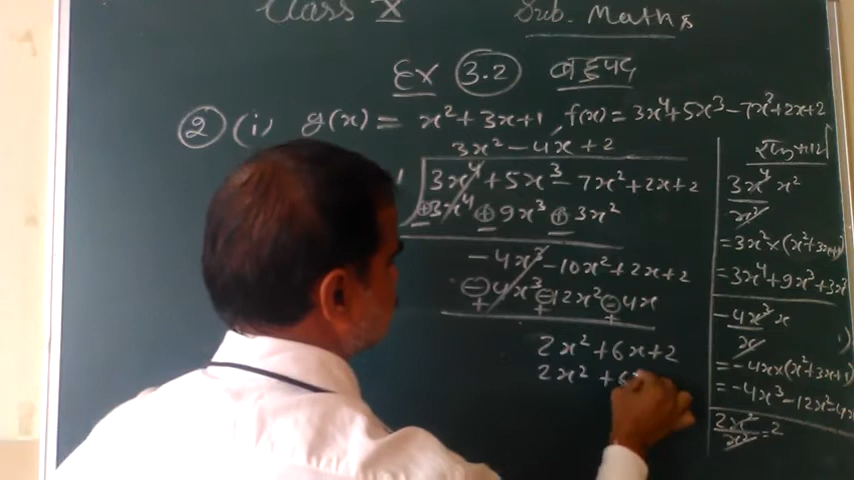 Class X Sub. Maths
Ex 3.2 बहुपद
2 (i) g(x) = x² + 3x + 1, f(x) = 3x⁴ + 5x³ - 7x² + 2x + 2
3x² - 4x + 2
3x⁴ + 5x³ - 7x² + 2x + 2
⊕3x⁴ ⊕ 9x³ ⊕ 3x²
− − −
-4x³ - 10x² + 2x + 2
⊖4x³ ⊖12x² ⊖4x
+ + +
2x² + 6x + 2
2x² + 6
3x⁴ x²
x²
= 3x² × (x² + 3x + 1)
= 3x⁴ + 9x³ + 3x²
-4x³ x
x²
= -4x × (x² + 3x + 1)
= -4x³ - 12x² - 4x
2x²
x² = 2